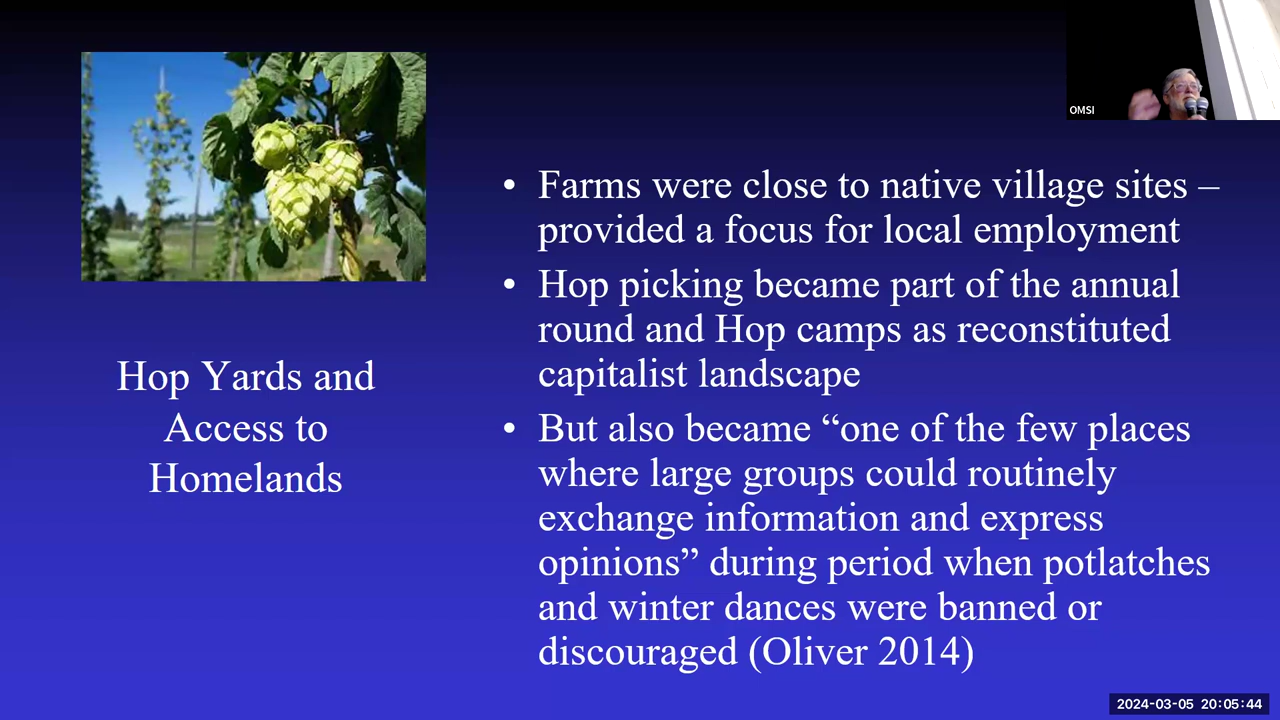 OMSI
Hop Yards and
Access to
Homelands
• Farms were close to native village sites –
provided a focus for local employment
• Hop picking became part of the annual
round and Hop camps as reconstituted
capitalist landscape
• But also became “one of the few places
where large groups could routinely
exchange information and express
opinions” during period when potlatches
and winter dances were banned or
discouraged (Oliver 2014)
2024-03-05 20:05:44